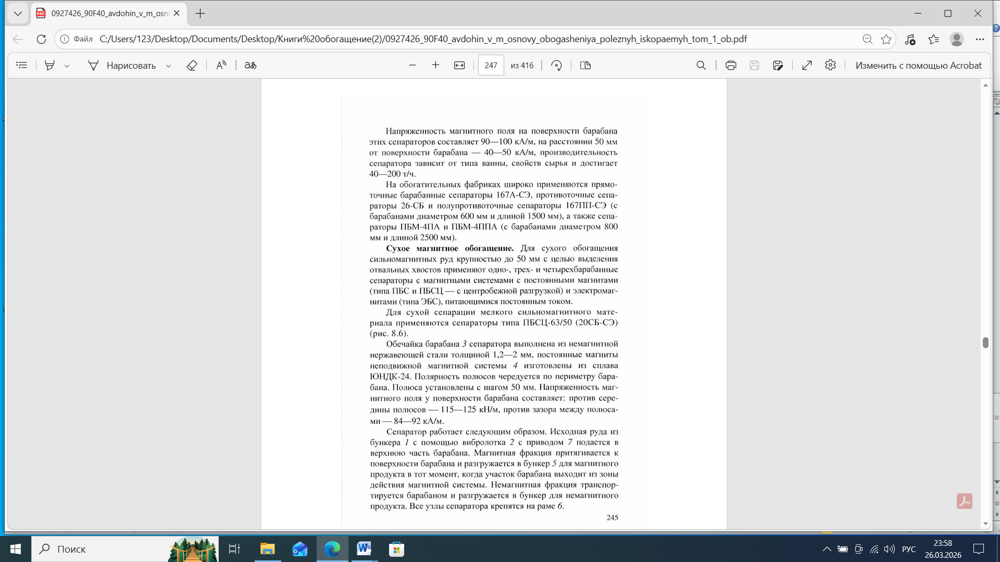 0927426_90F40_avdohin_v_m_osno
Файл C:/Users/123/Desktop/Documents/Desktop/Книги%20обогащение(2)/0927426_90F40_avdohin_v_m_osnovy_obogasheniya_poleznyh_iskopaemyh_tom_1_ob.pdf
Нарисовать аあ 247 из 416 Изменить с помощью Acrobat
Напряженность магнитного поля на поверхности барабана
этих сепараторов составляет 90—100 кА/м, на расстоянии 50 мм
от поверхности барабана — 40—50 кА/м, производительность
сепаратора зависит от типа ванны, свойств сырья и достигает
40—200 т/ч.
На обогатительных фабриках широко применяются прямо-
точные барабанные сепараторы 167А-СЭ, противоточные сепа-
раторы 26-СБ и полупротивоточные сепараторы 167ПП-СЭ (с
барабанами диаметром 600 мм и длиной 1500 мм), а также сепа-
раторы ПБМ-4ПА и ПБМ-4ППА (с барабанами диаметром 800
мм и длиной 2500 мм).
Сухое магнитное обогащение. Для сухого обогащения
сильномагнитных руд крупностью до 50 мм с целью выделения
отвальных хвостов применяют одно-, трех- и четырехбарабанные
сепараторы с магнитными системами с постоянными магнитами
(типа ПБС и ПБСЦ — с центробежной разгрузкой) и электромаг-
нитами (типа ЭБС), питающимися постоянным током.
Для сухой сепарации мелкого сильномагнитного мате-
риала применяются сепараторы типа ПБСЦ-63/50 (20СБ-СЭ)
(рис. 8.6).
Обечайка барабана 3 сепаратора выполнена из немагнитной
нержавеющей стали толщиной 1,2—2 мм, постоянные магниты
неподвижной магнитной системы 4 изготовлены из сплава
ЮНДК-24. Полярность полюсов чередуется по периметру бара-
бана. Полюса установлены с шагом 50 мм. Напряженность маг-
нитного поля у поверхности барабана составляет: против сере-
дины полюсов — 115—125 кН/м, против зазора между полюса-
ми — 84—92 кА/м.
Сепаратор работает следующим образом. Исходная руда из
бункера 1 с помощью вибролотка 2 с приводом 7 подается в
верхнюю часть барабана. Магнитная фракция притягивается к
поверхности барабана и разгружается в бункер 5 для магнитного
продукта в тот момент, когда участок барабана выходит из зоны
действия магнитной системы. Немагнитная фракция транспор-
тируется барабаном и разгружается в бункер для немагнитного
продукта. Все узлы сепаратора крепятся на раме 6.
245
Поиск
РУС
23:58
26.03.2026